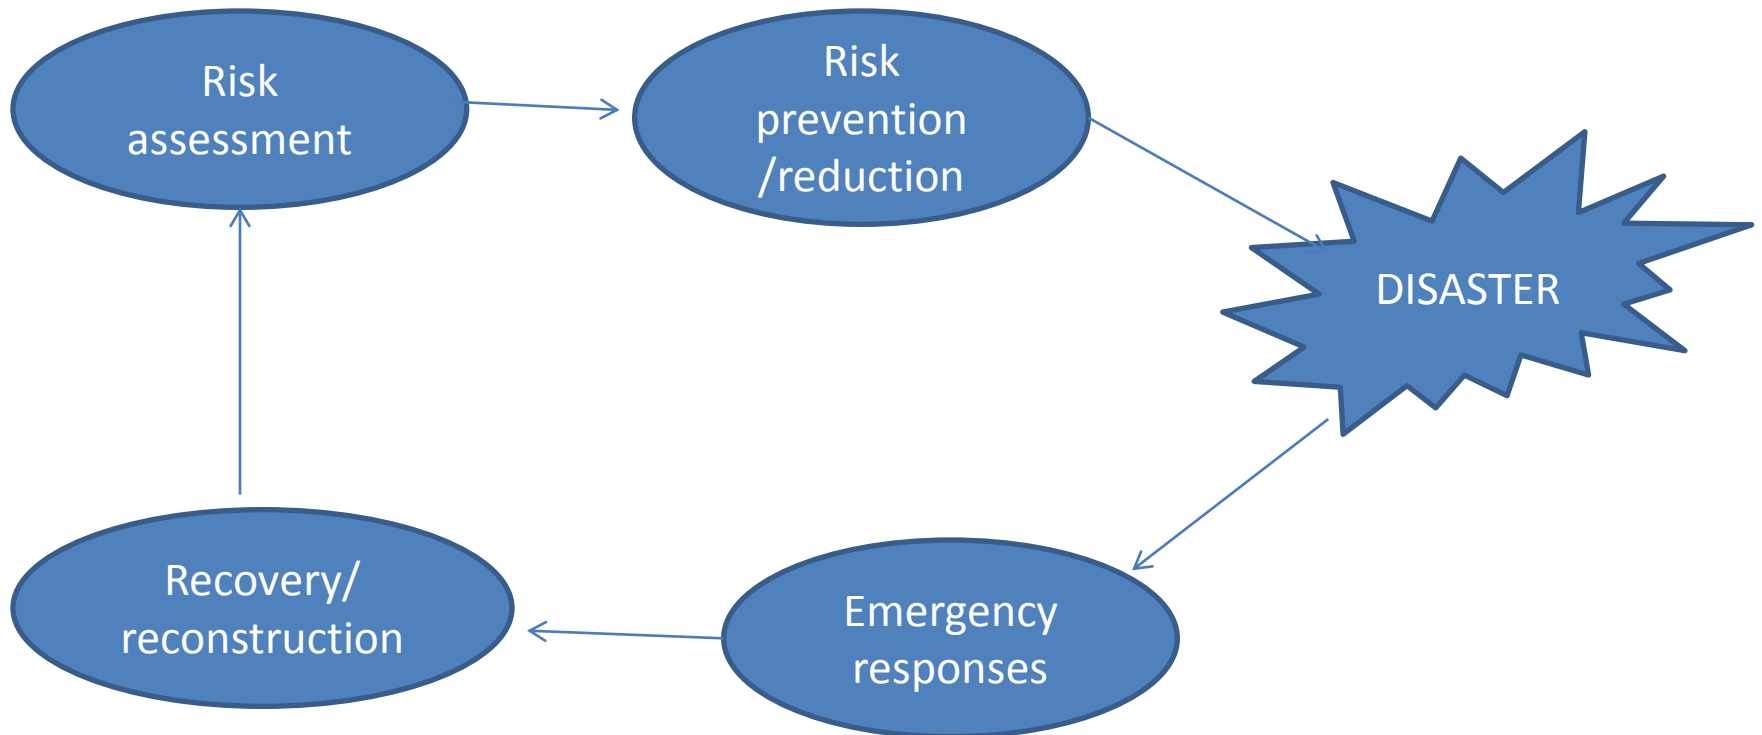 Risk
assessment
Risk
prevention
/reduction
DISASTER
Recovery/
reconstruction
Emergency
responses